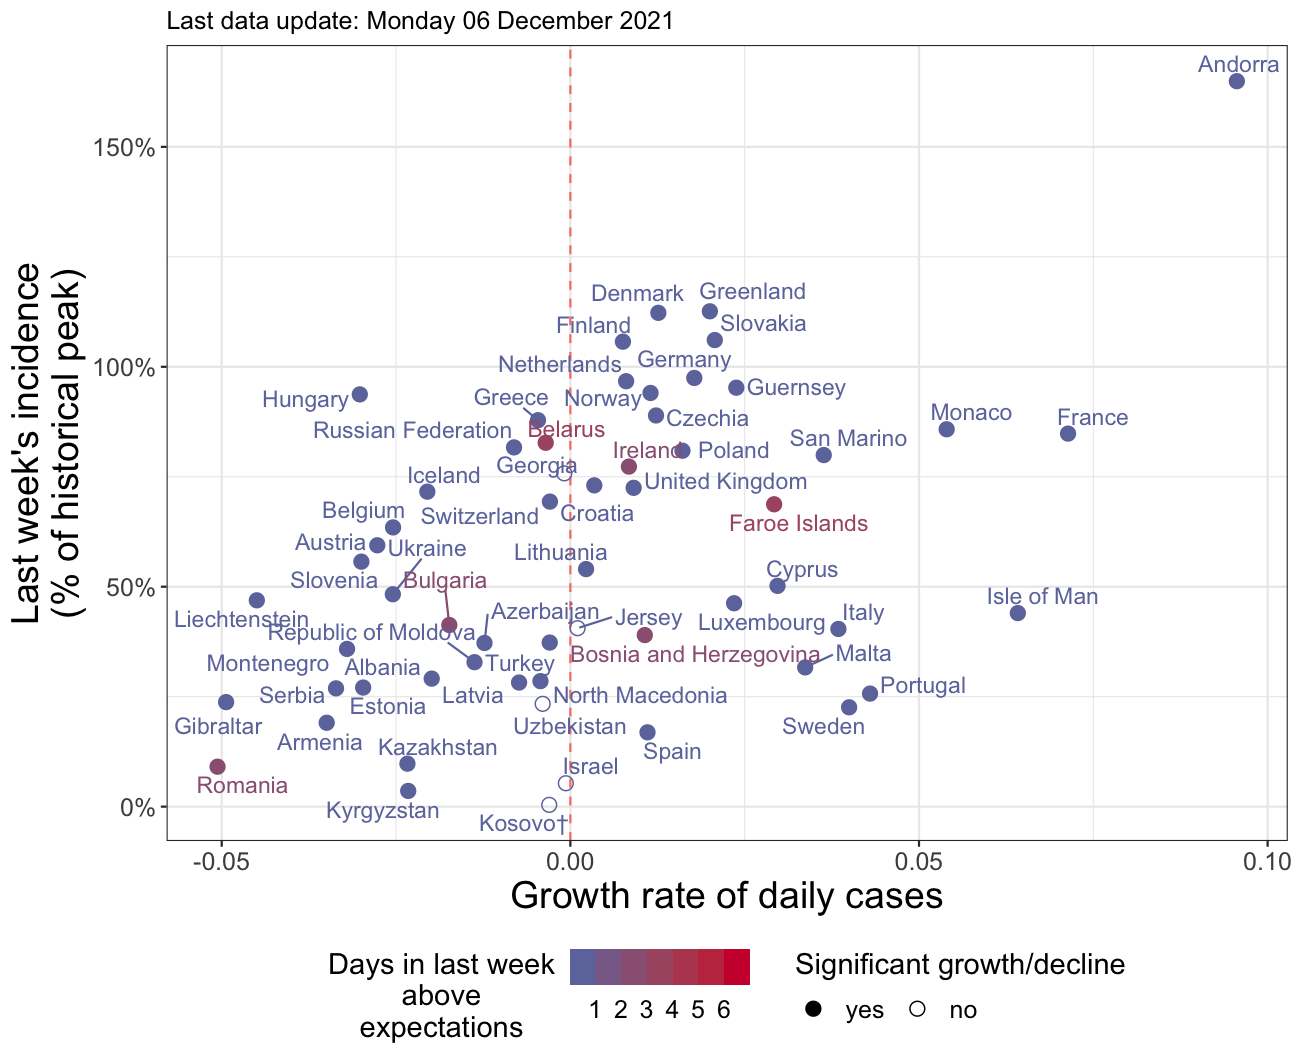 Last data update: Monday 06 December 2021
Last week's incidence
(% of historical peak)
150%
100%
50%
0%
Andorra
Denmark
Greenland
Finland
Slovakia
Netherlands
Germany
Hungary
Greece
Norway
Guernsey
Russian Federation
Belarus
Czechia
Monaco
France
Georgia
Ireland
Poland
San Marino
Iceland
United Kingdom
Belgium
Switzerland
Croatia
Faroe Islands
Austria
Ukraine
Lithuania
Slovenia
Bulgaria
Cyprus
Liechtenstein
Azerbaijan
Jersey
Luxembourg
Italy
Isle of Man
Republic of Moldova
Montenegro
Albania
Turkey
Bosnia and Herzegovina
Malta
Serbia
Estonia
Latvia
North Macedonia
Portugal
Gibraltar
Armenia
Uzbekistan
Sweden
Kazakhstan
Israel
Spain
Romania
Kyrgyzstan
Kosovo†
-0.05
0.00
0.05
0.10
Growth rate of daily cases
Days in last week
above
expectations
1 2 3 4 5 6
Significant growth/decline
yes
no